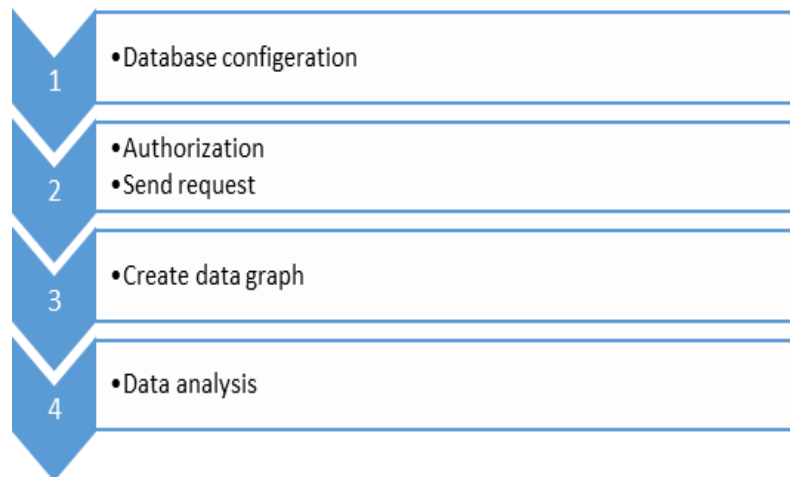 1
•Database configeration
2
•Authorization
•Send request
3
•Create data graph
4
•Data analysis